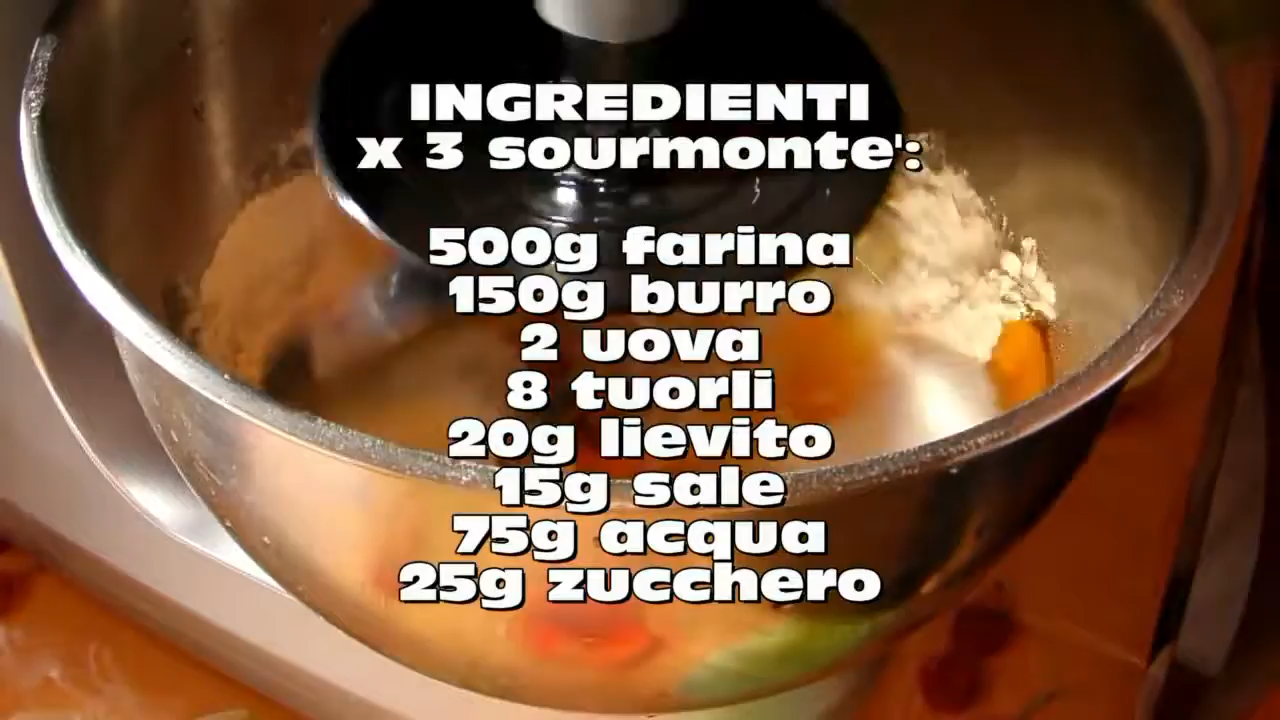 INGREDIENTI
x 3 sourmonte':
500g farina
150g burro
2 uova
8 tuorli
20g lievito
15g sale
75g acqua
25g zucchero